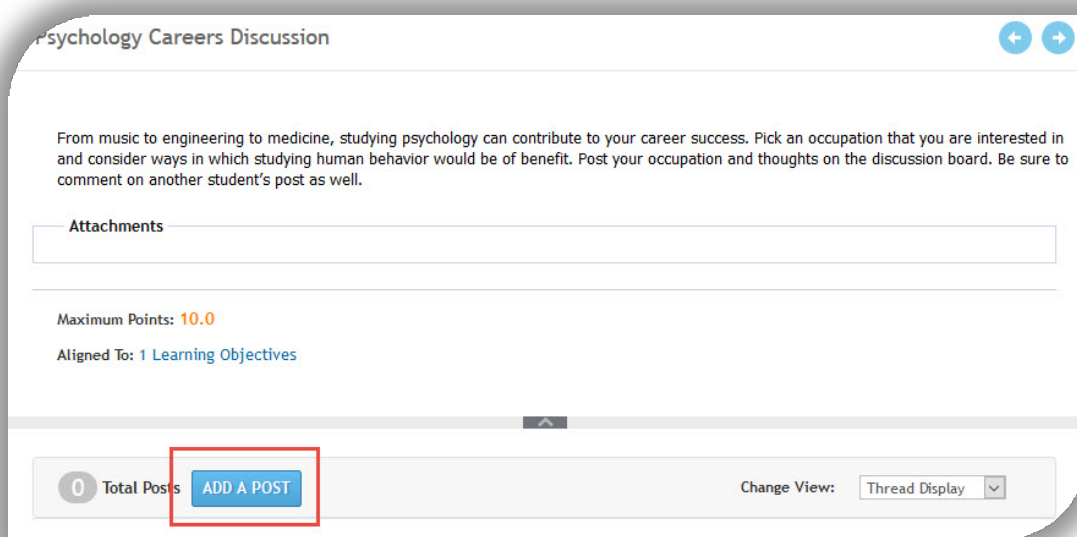 Psychology Careers Discussion
From music to engineering to medicine, studying psychology can contribute to your career success. Pick an occupation that you are interested in
and consider ways in which studying human behavior would be of benefit. Post your occupation and thoughts on the discussion board. Be sure to
comment on another student's post as well.
Attachments
Maximum Points: 10.0
Aligned To: 1 Learning Objectives
0 Total Posts ADD A POST Change View: Thread Display